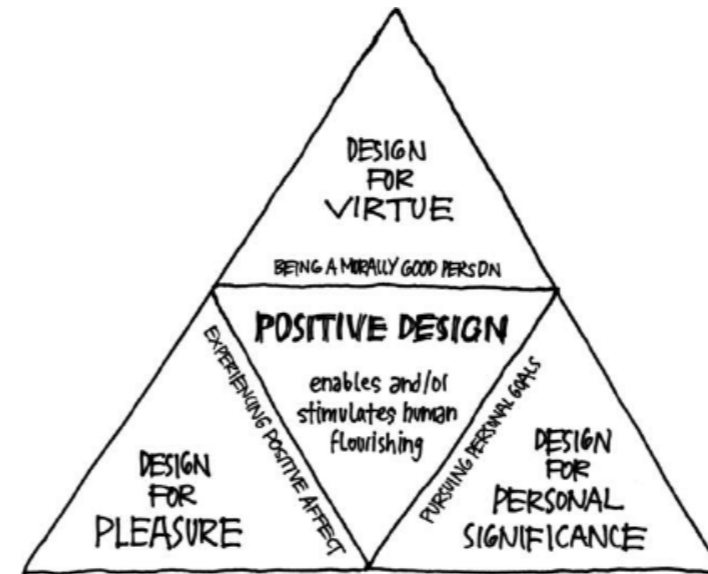 DESIGN
FOR
VIRTUE
BEING A MORALLY GOOD PERSON
POSITIVE DESIGN
enables and/or
stimulates human
flourishing
EXPERIENCING POSITIVE AFFECT
PURSUING PERSONAL GOALS
DESIGN
FOR
PLEASURE
DESIGN
FOR
PERSONAL
SIGNIFICANCE